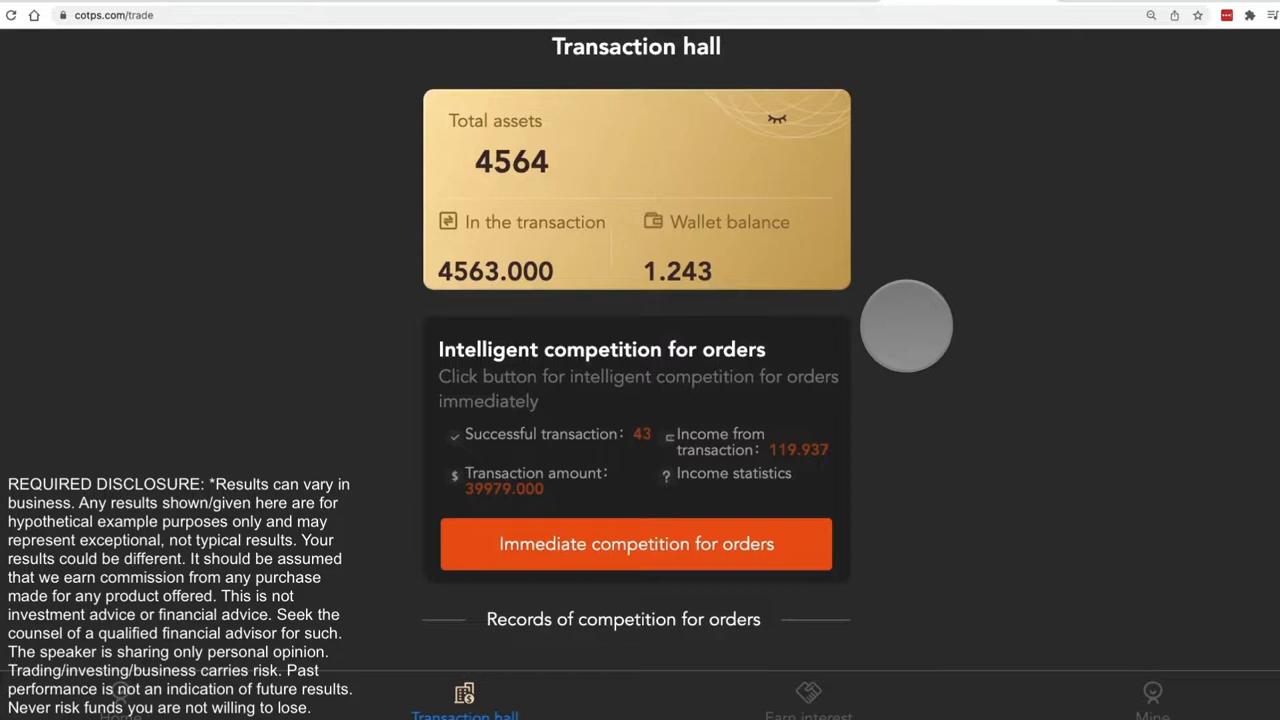 cotps.com/trade
Transaction hall
Total assets
4564
In the transaction
Wallet balance
4563.000
1.243
Intelligent competition for orders
Click button for intelligent competition for orders
immediately
Successful transaction: 43
Income from
transaction: 119.937
Transaction amount:
39979.000
Income statistics
Immediate competition for orders
Records of competition for orders
REQUIRED DISCLOSURE: *Results can vary in
business. Any results shown/given here are for
hypothetical example purposes only and may
represent exceptional, not typical results. Your
results could be different. It should be assumed
that we earn commission from any purchase
made for any product offered. This is not
investment advice or financial advice. Seek the
counsel of a qualified financial advisor for such.
The speaker is sharing only personal opinion.
Trading/investing/business carries risk. Past
performance is not an indication of future results.
Never risk funds you are not willing to lose.
Home
Transaction hall
Earn interest
Mine